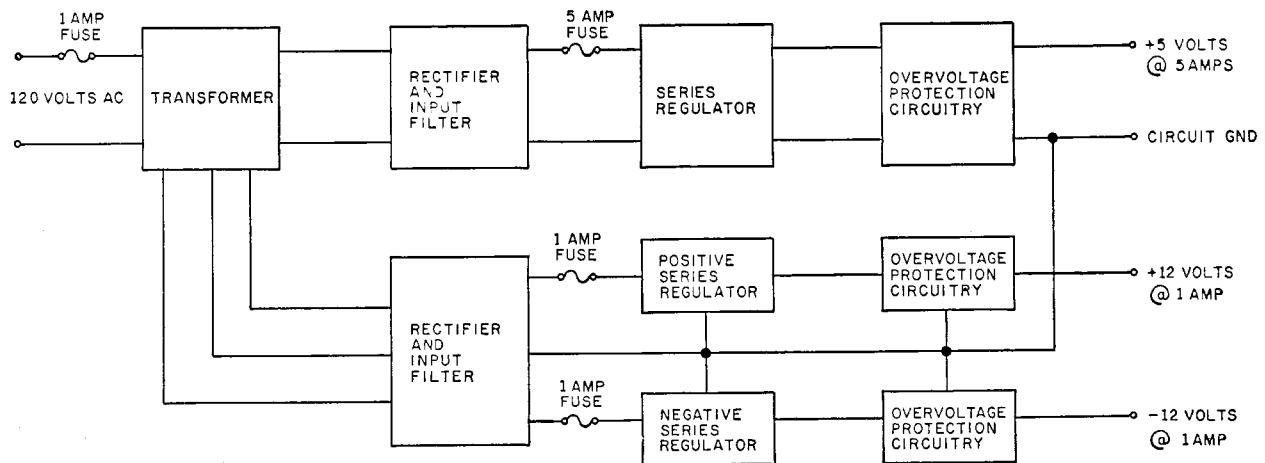 1 AMP
FUSE
120 VOLTS AC
TRANSFORMER
RECTIFIER
AND
INPUT
FILTER
5 AMP
FUSE
SERIES
REGULATOR
OVERVOLTAGE
PROTECTION
CIRCUITRY
+5 VOLTS
@ 5 AMPS
CIRCUIT GND
RECTIFIER
AND
INPUT
FILTER
1 AMP
FUSE
POSITIVE
SERIES
REGULATOR
OVERVOLTAGE
PROTECTION
CIRCUITRY
+12 VOLTS
@ 1 AMP
1 AMP
FUSE
NEGATIVE
SERIES
REGULATOR
OVERVOLTAGE
PROTECTION
CIRCUITRY
-12 VOLTS
@ 1 AMP